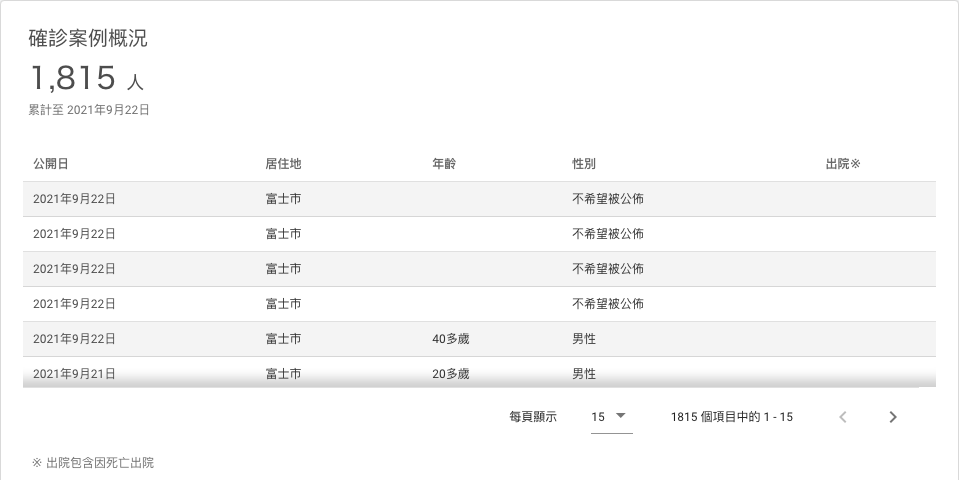 確診案例概況
1,815 人
累計至 2021年9月22日
公開日 居住地 年齡 性別 出院※
2021年9月22日 富士市 不希望被公佈
2021年9月22日 富士市 不希望被公佈
2021年9月22日 富士市 不希望被公佈
2021年9月22日 富士市 不希望被公佈
2021年9月22日 富士市 40多歲 男性
2021年9月21日 富士市 20多歲 男性
每頁顯示 15 1815 個項目中的 1 - 15
※ 出院包含因死亡出院